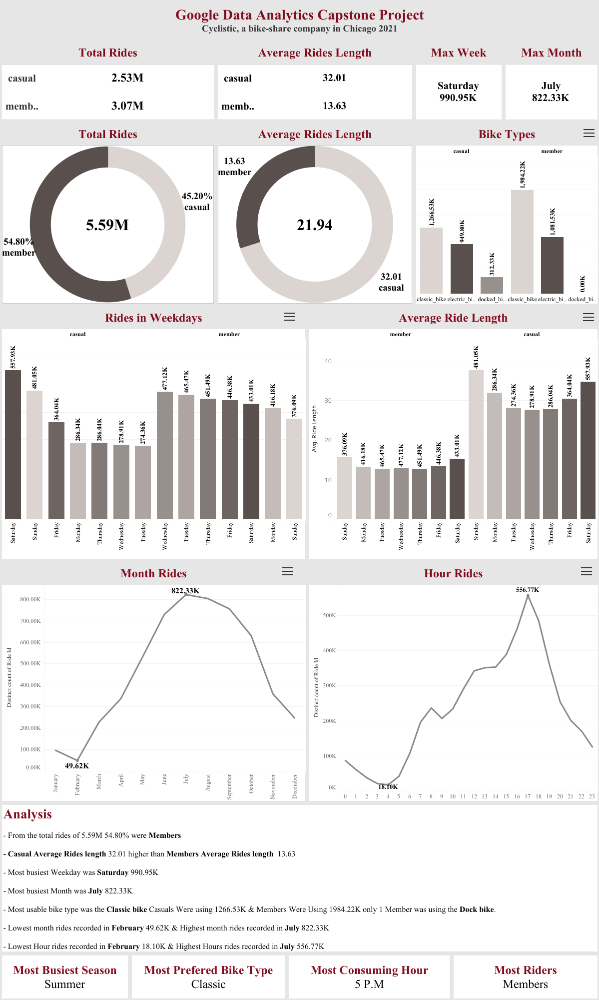 Google Data Analytics Capstone Project
Cyclistic, a bike-share company in Chicago 2021
Total Rides
Average Rides Length
Max Week
Max Month
casual 2.53M
memb.. 3.07M
casual 32.01
memb.. 13.63
Saturday
990.95K
July
822.33K
Total Rides
45.20%
casual
5.59M
54.80%
member
Average Rides Length
13.63
member
21.94
32.01
casual
Bike Types
casual member
1,266.53K 949.80K 312.33K 1,984.22K 1,081.53K 0.00K
classic_bike electric_bi.. docked_bi.. classic_bike electric_bi.. docked_bi..
Rides in Weekdays
casual member
557.93K 481.05K 364.04K 286.34K 286.04K 278.91K 274.36K 477.12K 465.47K 451.49K 446.38K 433.01K 416.18K 376.09K
Saturday Sunday Friday Monday Thursday Wednesday Tuesday Wednesday Tuesday Thursday Friday Saturday Monday Sunday
Average Ride Length
member casual
Avg. Ride Length
40
30
20
10
0
376.09K 416.18K 465.47K 477.12K 451.49K 446.38K 433.01K 481.05K 286.34K 274.36K 278.91K 286.04K 364.04K 557.93K
Sunday Monday Tuesday Wednesday Thursday Friday Saturday Sunday Monday Tuesday Wednesday Thursday Friday Saturday
Month Rides
Distinct count of Ride Id
800.00K
700.00K
600.00K
500.00K
400.00K
300.00K
200.00K
100.00K
0.00K
822.33K
49.62K
January February March April May June July August September October November December
Hour Rides
Distinct count of Ride Id
500K
400K
300K
200K
100K
0K
556.77K
18.10K
0 1 2 3 4 5 6 7 8 9 10 11 12 13 14 15 16 17 18 19 20 21 22 23
Analysis
- From the total rides of 5.59M 54.80% were Members
- Casual Average Rides length 32.01 higher than Members Average Rides length 13.63
- Most busiest Weekday was Saturday 990.95K
- Most busiest Month was July 822.33K
- Most usable bike type was the Classic bike Casuals Were using 1266.53K & Members Were Using 1984.22K only 1 Member was using the Dock bike.
- Lowest month rides recorded in February 49.62K & Highest month rides recorded in July 822.33K
- Lowest Hour rides recorded in February 18.10K & Highest Hours rides recorded in July 556.77K
Most Busiest Season
Summer
Most Prefered Bike Type
Classic
Most Consuming Hour
5 P.M
Most Riders
Members